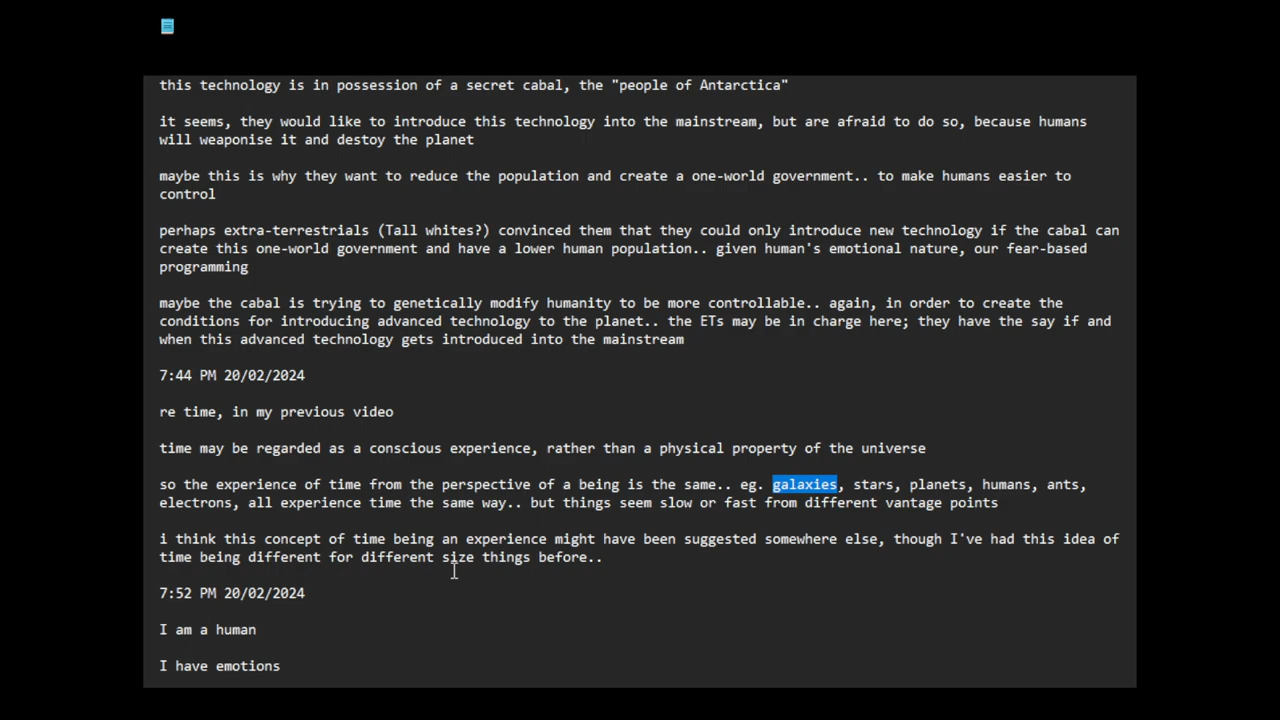 this technology is in possession of a secret cabal, the "people of Antarctica"
it seems, they would like to introduce this technology into the mainstream, but are afraid to do so, because humans
will weaponise it and destoy the planet
maybe this is why they want to reduce the population and create a one-world government.. to make humans easier to
control
perhaps extra-terrestrials (Tall whites?) convinced them that they could only introduce new technology if the cabal can
create this one-world government and have a lower human population.. given human's emotional nature, our fear-based
programming
maybe the cabal is trying to genetically modify humanity to be more controllable.. again, in order to create the
conditions for introducing advanced technology to the planet.. the ETs may be in charge here; they have the say if and
when this advanced technology gets introduced into the mainstream
7:44 PM 20/02/2024
re time, in my previous video
time may be regarded as a conscious experience, rather than a physical property of the universe
so the experience of time from the perspective of a being is the same.. eg. galaxies, stars, planets, humans, ants,
electrons, all experience time the same way.. but things seem slow or fast from different vantage points
i think this concept of time being an experience might have been suggested somewhere else, though I've had this idea of
time being different for different size things before..
7:52 PM 20/02/2024
I am a human
I have emotions